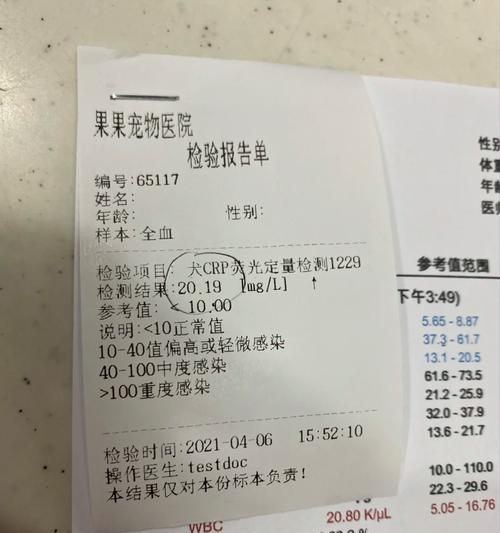 果果宠物医院
检验报告单
编号:65117
姓名:
年龄: 性别:
样本:全血
检验项目: 犬CRP荧光定量检测1229
检测结果:20.19 [mg/L] ↑
参考值: < 10.00
说明:<10正常值
10-40值偏高或轻微感染
40-100中度感染
>100重度感染
检验时间:2021-04-06 15:52:10
操作医生:testdoc
本结果仅对本份标本负责!
性别
体重
年龄
医师
参考值范围
下午3:49)
5.65 - 8.87
37.3 - 61.7
13.1 - 20.5
61.6 - 73.5
21.2 - 25.9
32.0 - 37.9
13.6 - 21.7
10.0 - 110.0
22.3 - 29.6
WBC 20.80 K/µL 5.05 - 16.76